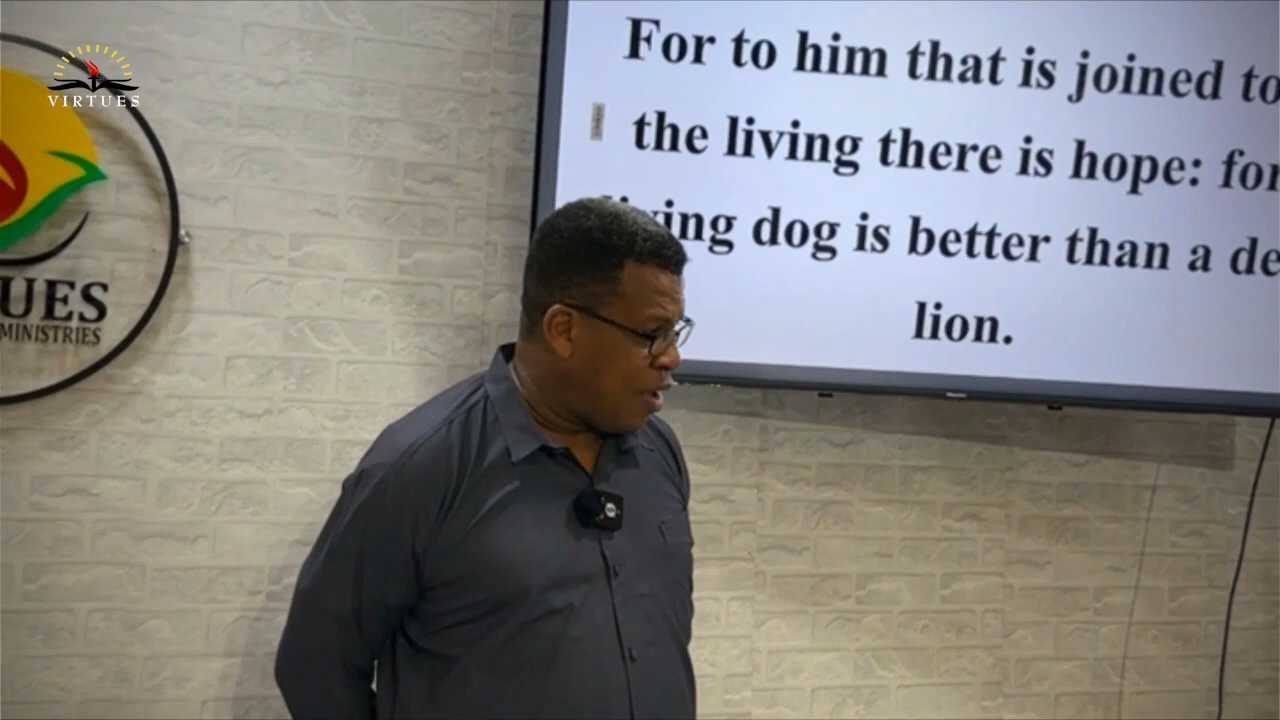 VIRTUES
UES
MINISTRIES
For to him that is joined to
the living there is hope: for
living dog is better than a de
lion.